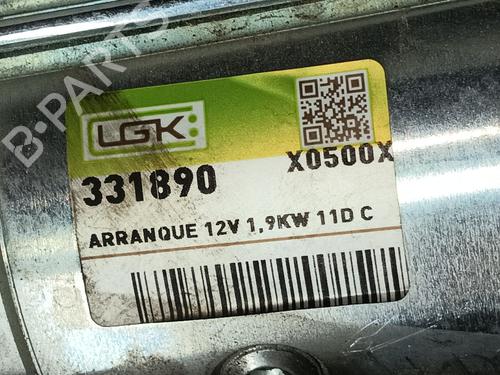 LGK
331890
X0500X
ARRANQUE 12V 1,9KW 11D C
B-PARTS